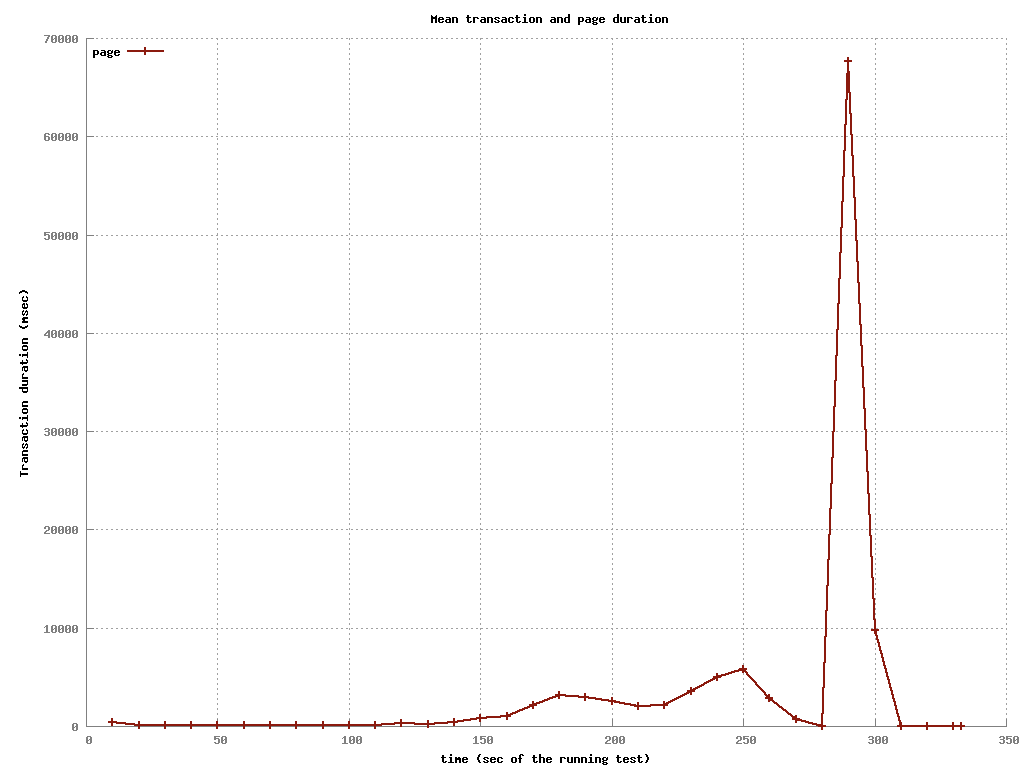 Mean transaction and page duration
page
70000
60000
50000
40000
30000
20000
10000
0
Transaction duration (msec)
0 50 100 150 200 250 300 350
time (sec of the running test)